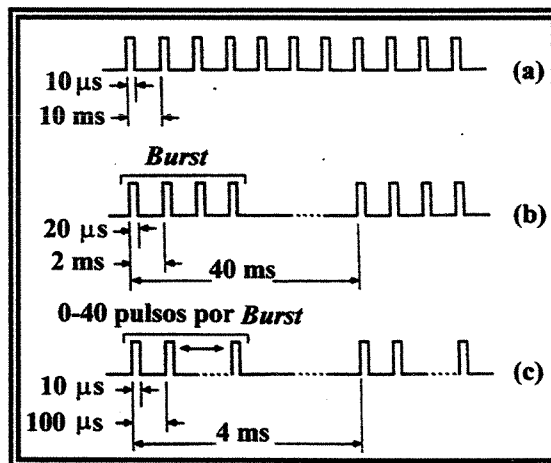 (a)
10 μs
10 ms
Burst
(b)
20 μs
2 ms
40 ms
0-40 pulsos por Burst
(c)
10 μs
100 μs
4 ms